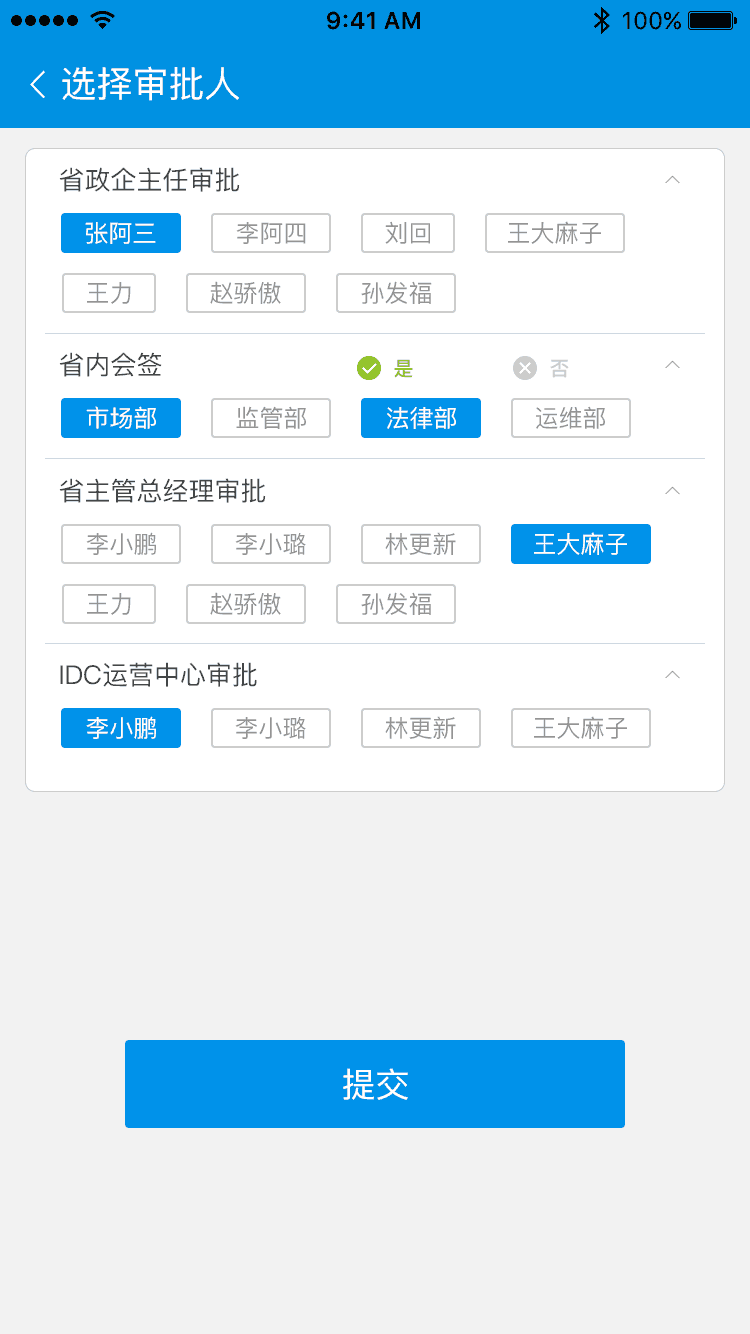 9:41 AM 100%
选择审批人
省政企主任审批
张阿三 李阿四 刘回 王大麻子
王力 赵骄傲 孙发福
省内会签 是 否
市场部 监管部 法律部 运维部
省主管总经理审批
李小鹏 李小璐 林更新 王大麻子
王力 赵骄傲 孙发福
IDC运营中心审批
李小鹏 李小璐 林更新 王大麻子
提交